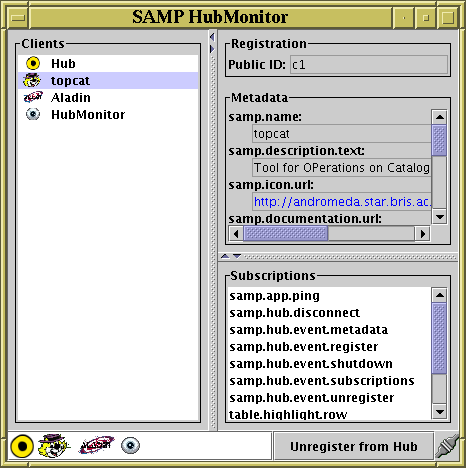 SAMP HubMonitor
Clients
Hub
topcat
Aladin
HubMonitor
Registration
Public ID: c1
Metadata
samp.name:
topcat
samp.description.text:
Tool for OPerations on Catalog
samp.icon.url:
http://andromeda.star.bris.ac.
samp.documentation.url:
Subscriptions
samp.app.ping
samp.hub.disconnect
samp.hub.event.metadata
samp.hub.event.register
samp.hub.event.shutdown
samp.hub.event.subscriptions
samp.hub.event.unregister
table.highlight.row
Unregister from Hub